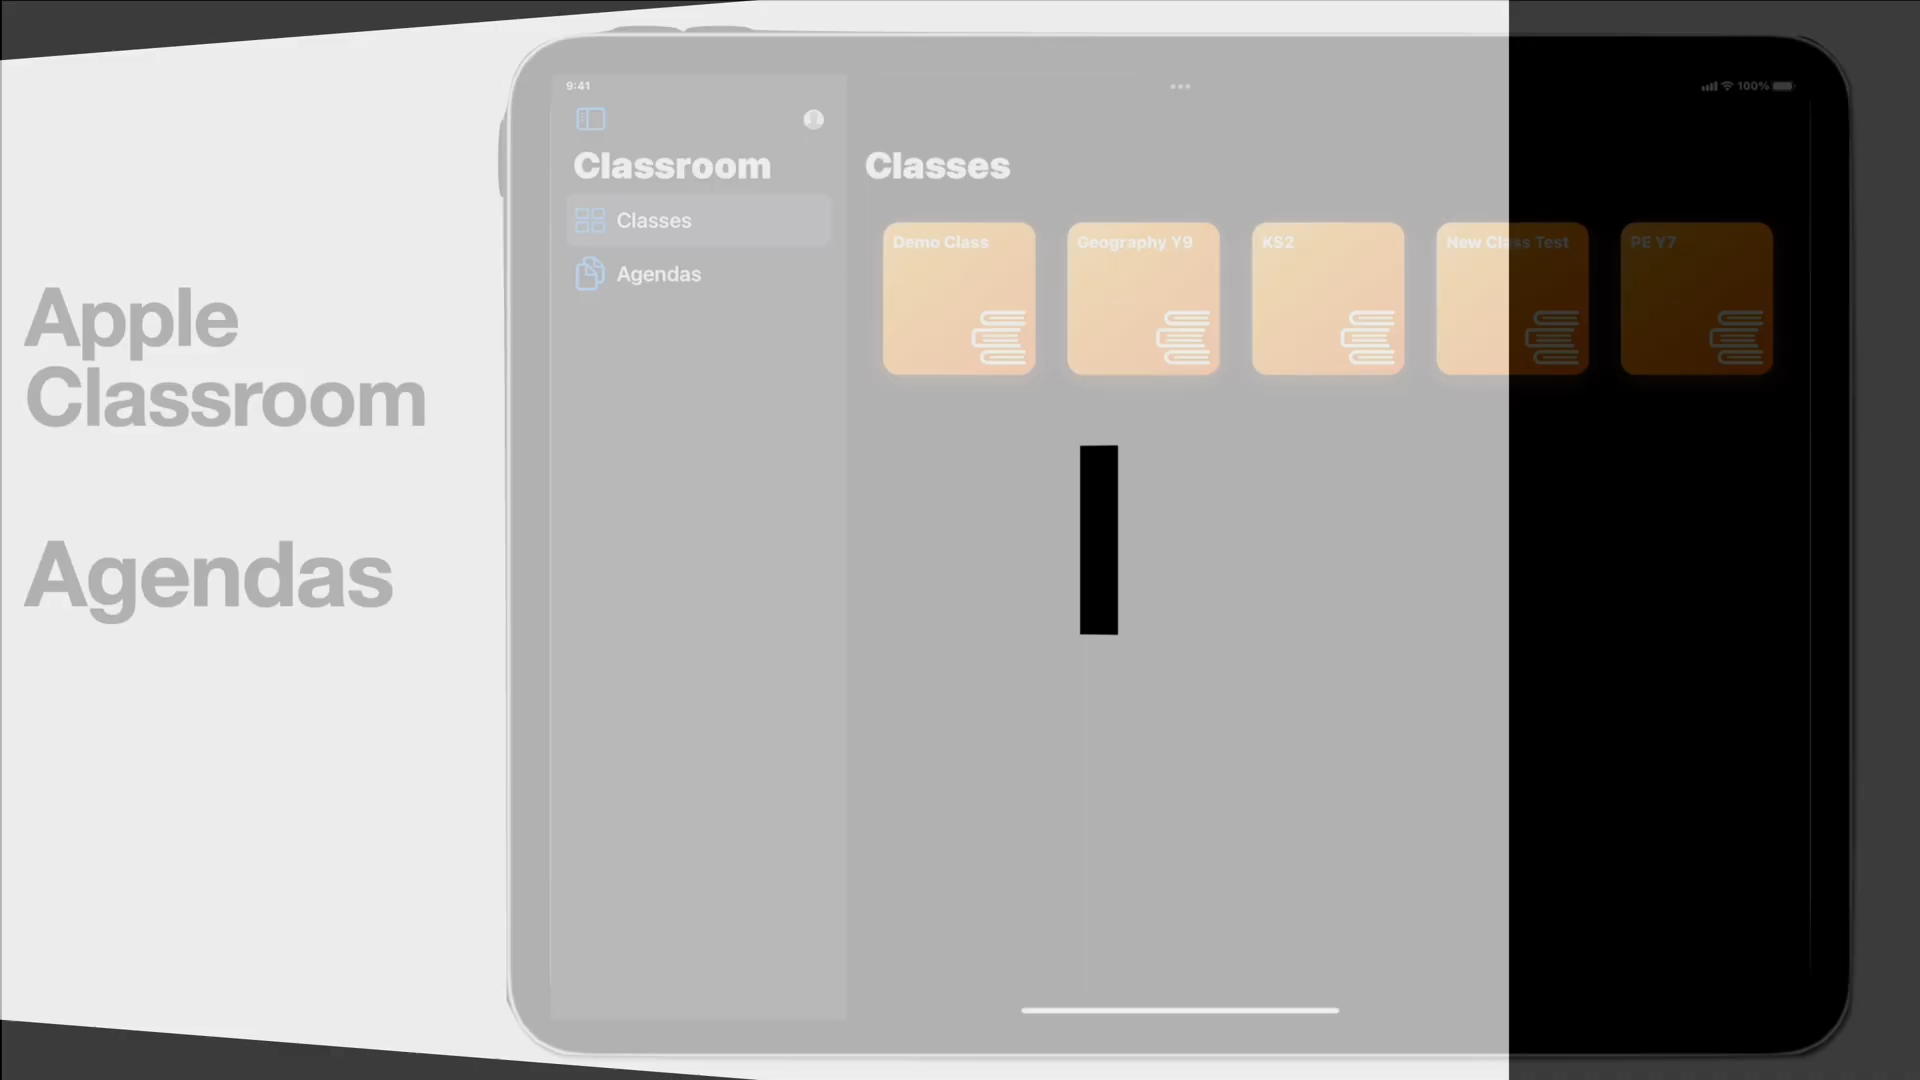 Apple
Classroom
Agendas
9:41
100%
Classroom
Classes
Agendas
Classes
Demo Class
Geography Y9
KS2
New Class Test
PE Y7